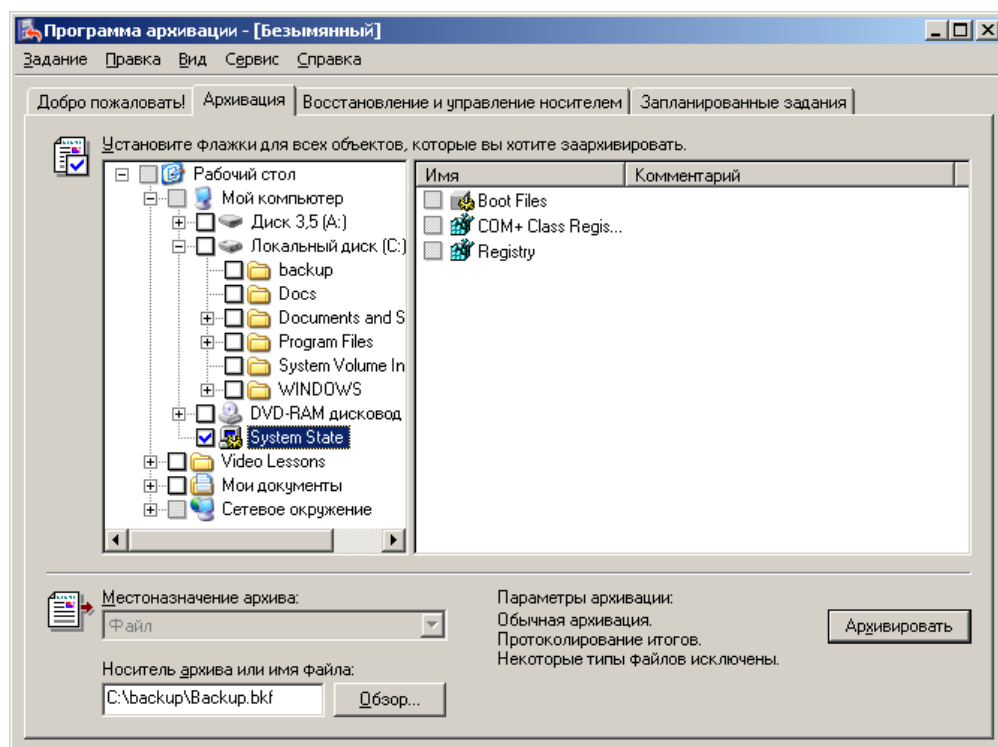 Программа архивации - [Безымянный]
Задание Правка Вид Сервис Справка
Добро пожаловать! Архивация Восстановление и управление носителем Запланированные задания
Установите флажки для всех объектов, которые вы хотите заархивировать.
Рабочий стол
Мой компьютер
Диск 3,5 (A:)
Локальный диск (C:)
backup
Docs
Documents and S
Program Files
System Volume In
WINDOWS
DVD-RAM дисковод
System State
Video Lessons
Мои документы
Сетевое окружение
Имя Комментарий
Boot Files
COM+ Class Regis...
Registry
Местоназначение архива:
Файл
Носитель архива или имя файла:
C:\backup\Backup.bkf Обзор...
Параметры архивации:
Обычная архивация.
Протоколирование итогов.
Некоторые типы файлов исключены.
Архивировать